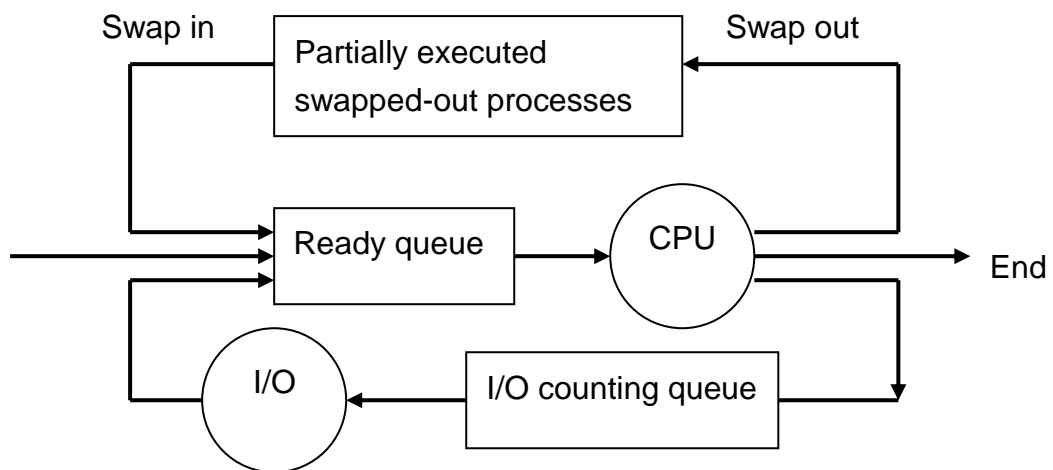 Swap in
Partially executed
swapped-out processes
Swap out
Ready queue
CPU
End
I/O
I/O counting queue